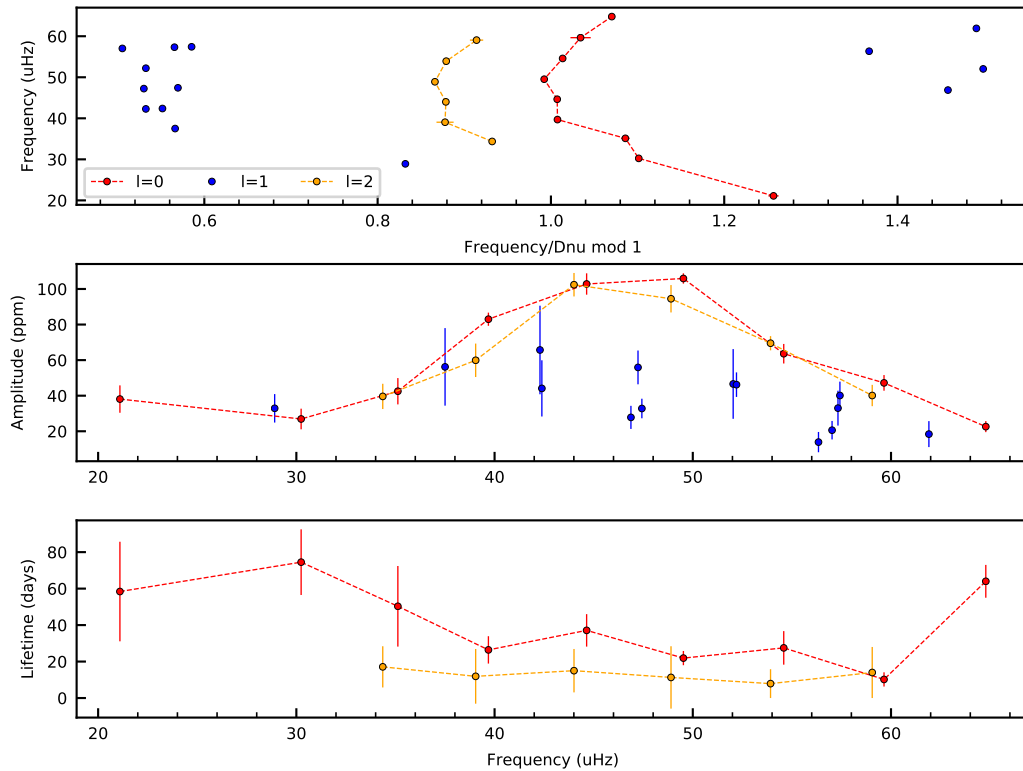 Frequency (uHz)
60
50
40
30
20
l=0 l=1 l=2
0.6 0.8 1.0 1.2 1.4
Frequency/Dnu mod 1
Amplitude (ppm)
100
80
60
40
20
20 30 40 50 60
Lifetime (days)
80
60
40
20
0
20 30 40 50 60
Frequency (uHz)